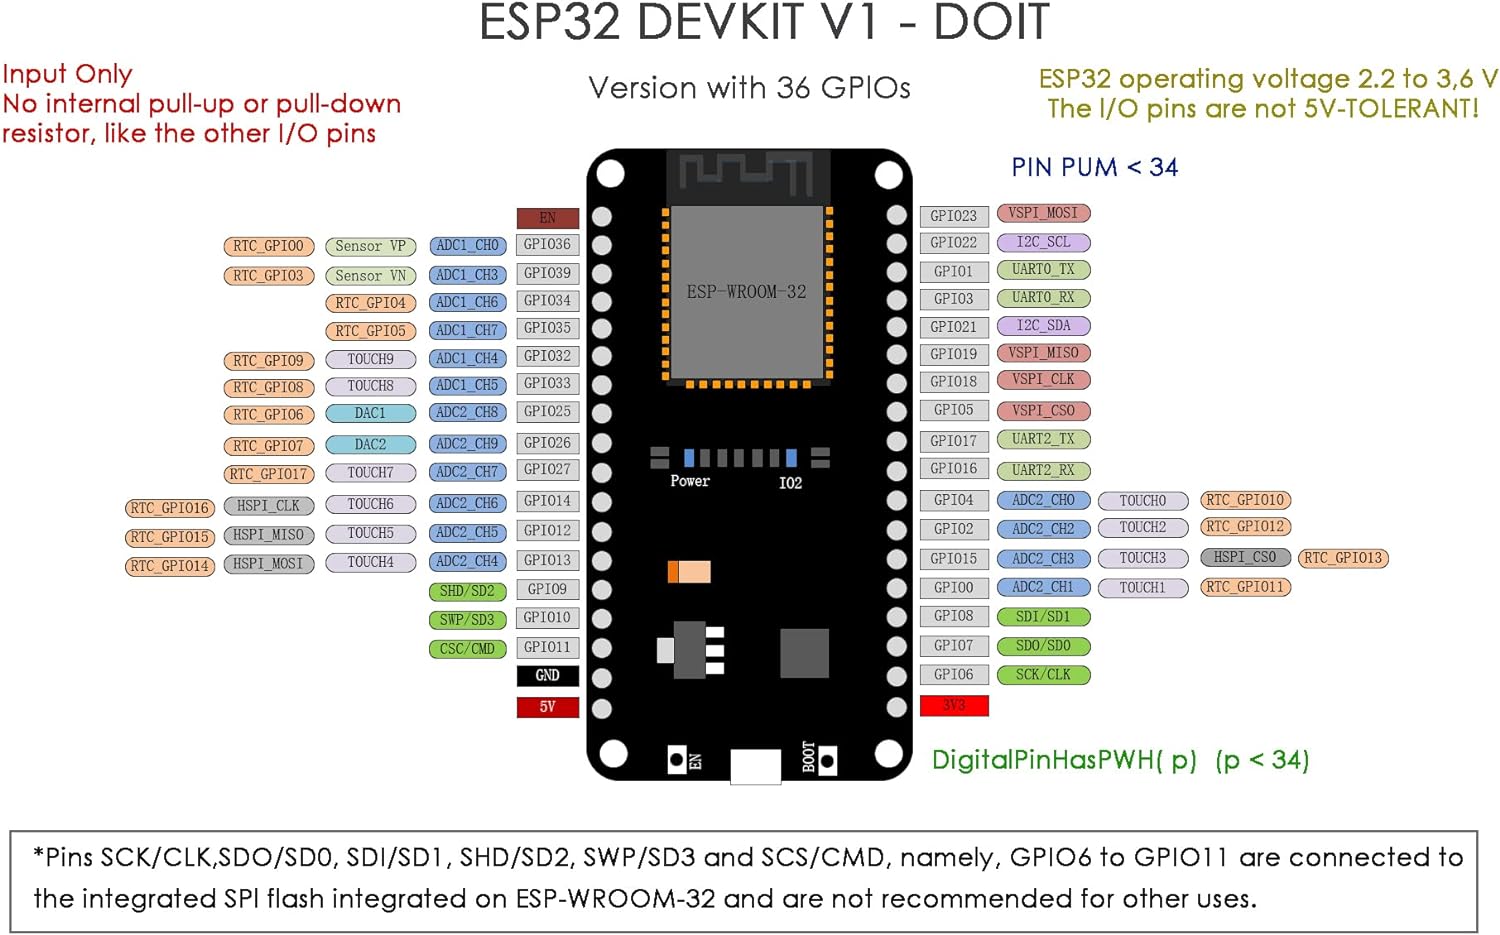 ESP32 DEVKIT V1 - DOIT
Version with 36 GPIOs
Input Only
No internal pull-up or pull-down
resistor, like the other I/O pins
ESP32 operating voltage 2.2 to 3,6 V
The I/O pins are not 5V-TOLERANT!
PIN PUM < 34
EN
RTC_GPIO0 Sensor VP ADC1_CH0 GPIO36
RTC_GPIO3 Sensor VN ADC1_CH3 GPIO39
RTC_GPIO4 ADC1_CH6 GPIO34
RTC_GPIO5 ADC1_CH7 GPIO35
RTC_GPIO9 TOUCH9 ADC1_CH4 GPIO32
RTC_GPIO8 TOUCH8 ADC1_CH5 GPIO33
RTC_GPIO6 DAC1 ADC2_CH8 GPIO25
RTC_GPIO7 DAC2 ADC2_CH9 GPIO26
RTC_GPIO17 TOUCH7 ADC2_CH7 GPIO27
RTC_GPIO16 HSPI_CLK TOUCH6 ADC2_CH6 GPIO14
RTC_GPIO15 HSPI_MISO TOUCH5 ADC2_CH5 GPIO12
RTC_GPIO14 HSPI_MOSI TOUCH4 ADC2_CH4 GPIO13
SHD/SD2 GPIO9
SWP/SD3 GPIO10
CSC/CMD GPIO11
GND
5V
ESP-WROOM-32
Power IO2
EN
BOOT
GPIO23 VSPI_MOSI
GPIO22 I2C_SCL
GPIO1 UART0_TX
GPIO3 UART0_RX
GPIO21 I2C_SDA
GPIO19 VSPI_MISO
GPIO18 VSPI_CLK
GPIO5 VSPI_CS0
GPIO17 UART2_TX
GPIO16 UART2_RX
GPIO4 ADC2_CH0 TOUCH0 RTC_GPIO10
GPIO2 ADC2_CH2 TOUCH2 RTC_GPIO12
GPIO15 ADC2_CH3 TOUCH3 HSPI_CS0 RTC_GPIO13
GPIO0 ADC2_CH1 TOUCH1 RTC_GPIO11
GPIO8 SDI/SD1
GPIO7 SDO/SD0
GPIO6 SCK/CLK
3V3
DigitalPinHasPWH( p) (p < 34)
*Pins SCK/CLK,SDO/SD0, SDI/SD1, SHD/SD2, SWP/SD3 and SCS/CMD, namely, GPIO6 to GPIO11 are connected to
the integrated SPI flash integrated on ESP-WROOM-32 and are not recommended for other uses.